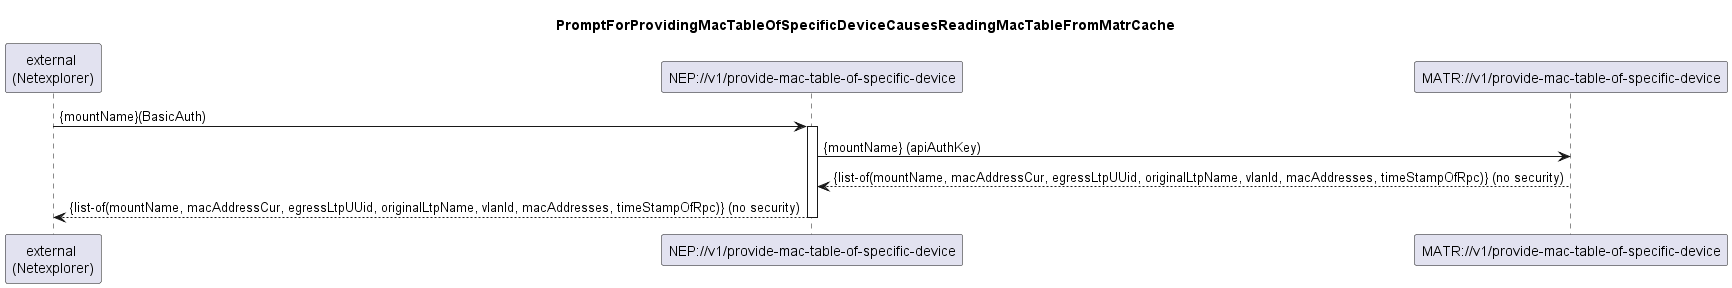 PromptForProvidingMacTableOfSpecificDeviceCausesReadingMacTableFromMatrCache
external
(Netexplorer)
NEP://v1/provide-mac-table-of-specific-device
MATR://v1/provide-mac-table-of-specific-device
{mountName}(BasicAuth)
{mountName} (apiAuthKey)
{list-of(mountName, macAddressCur, egressLtpUUid, originalLtpName, vlanId, macAddresses, timeStampOfRpc)} (no security)
{list-of(mountName, macAddressCur, egressLtpUUid, originalLtpName, vlanId, macAddresses, timeStampOfRpc)} (no security)
external
(Netexplorer)
NEP://v1/provide-mac-table-of-specific-device
MATR://v1/provide-mac-table-of-specific-device